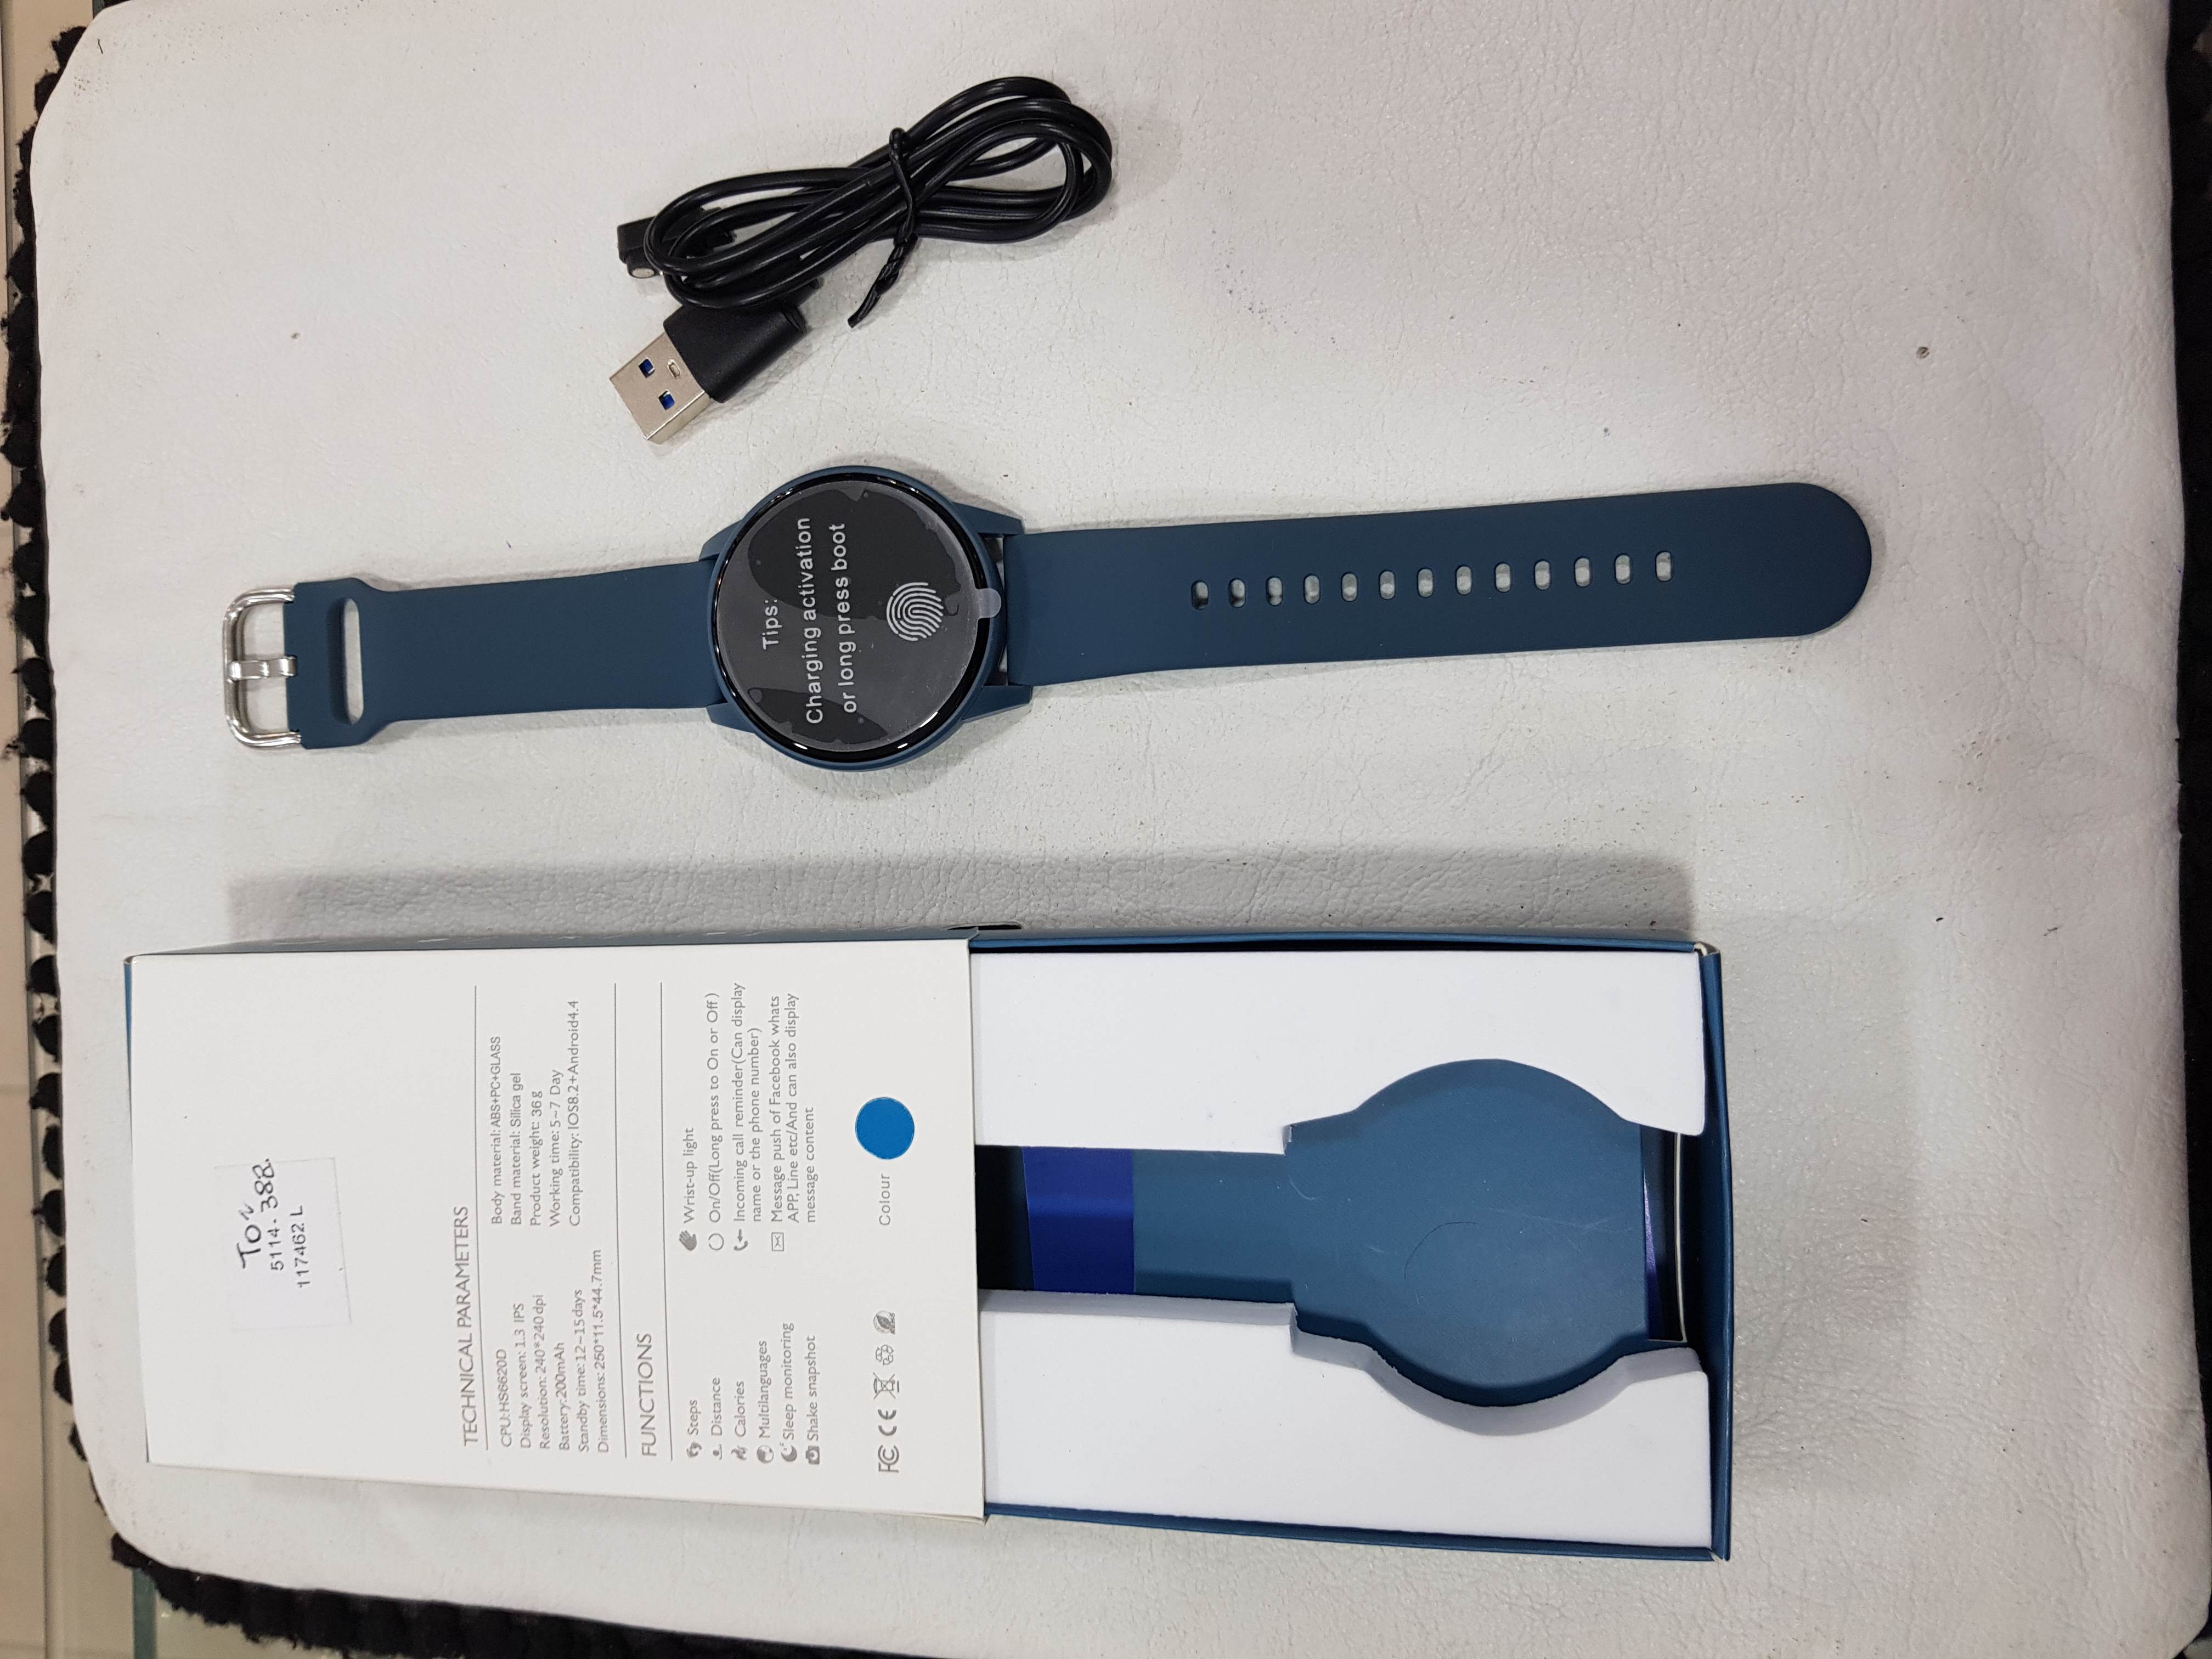 To
5114-388
117462 L
TECHNICAL PARAMETERS
CPU:HS6620D
Display screen: 1.3 IPS
Resolution: 240*240dpi
Battery:200mAh
Standby time:12~15days
Dimensions: 250*11.5*44.7mm
Body material:ABS+PC+GLASS
Band material: Silica gel
Product weight: 36g
Working time: 5~7 Day
Compatibility: IOS8.2+Android4.4
FUNCTIONS
Steps
Distance
Calories
Multilanguages
Sleep monitoring
Shake snapshot
Wrist-up light
On/Off(Long press to On or Off)
Incoming call reminder(Can display
name or the phone number)
Message push of Facebook whats
APP, Line etc/And can also display
message content
FC CE
Colour
Tips:
Charging activation
or long press boot